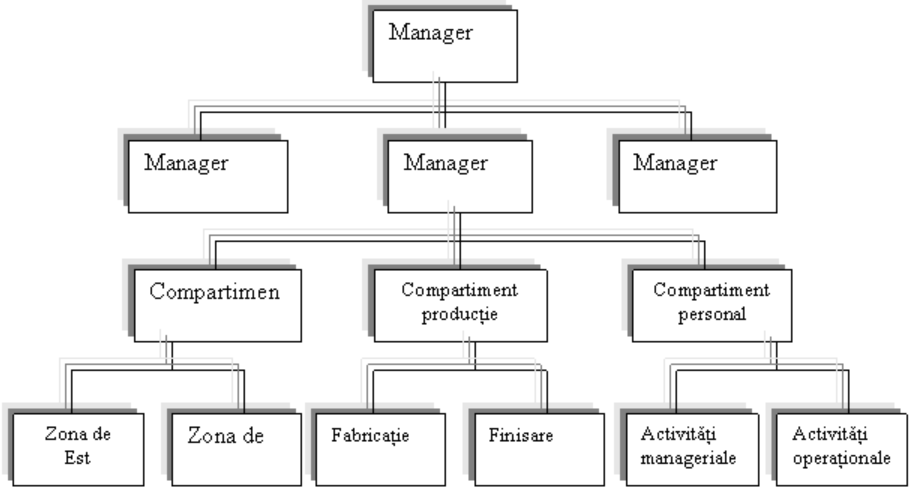 Manager
Manager
Manager
Manager
Compartimen
Compartiment
producție
Compartiment
personal
Zona de
Est
Zona de
Fabricație
Finisare
Activități
manageriale
Activități
operaționale